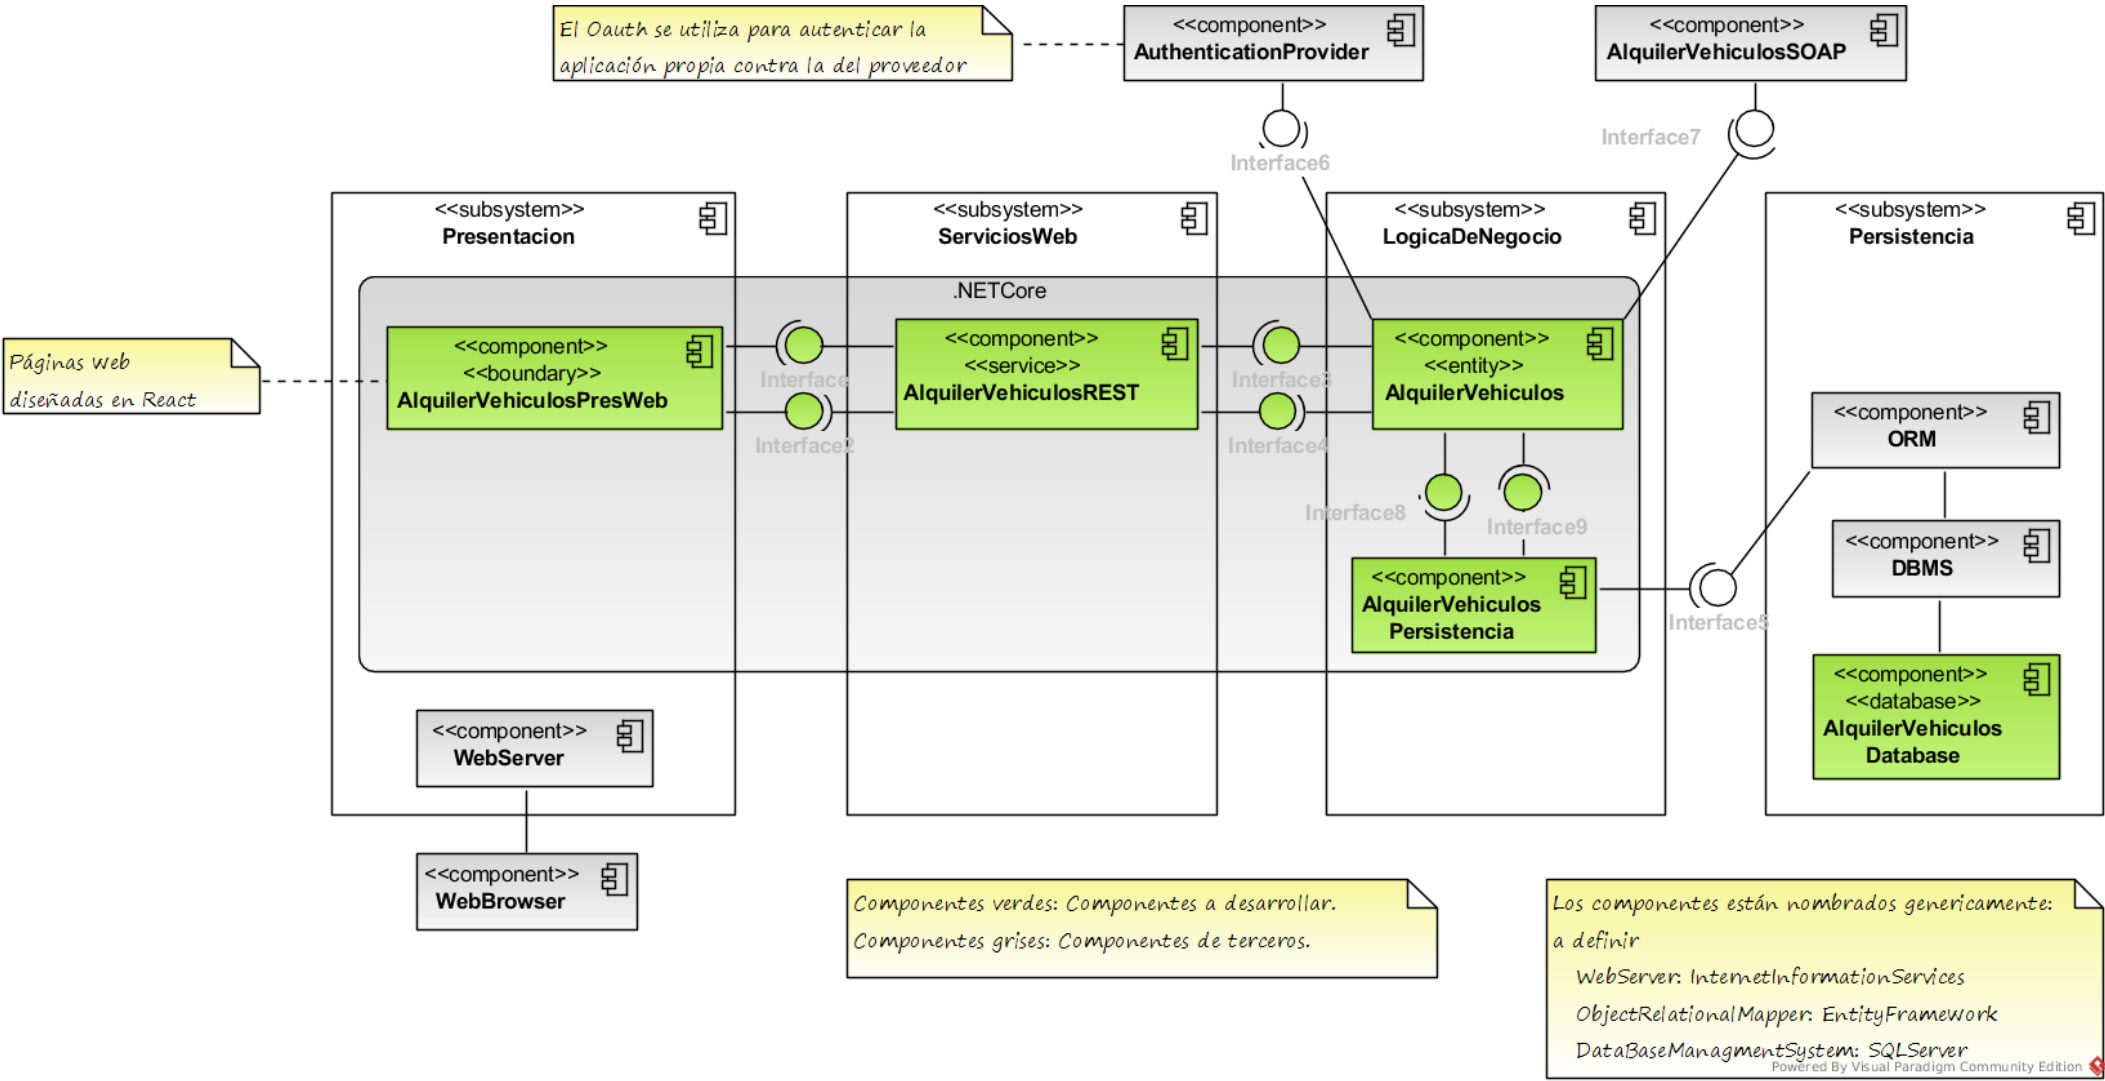 El Oauth se utiliza para autenticar la
aplicación propia contra la del proveedor
<<component>>
AuthenticationProvider
<<component>>
AlquilerVehiculosSOAP
Interface6
Interface7
<<subsystem>>
Presentacion
<<subsystem>>
ServiciosWeb
<<subsystem>>
LogicaDeNegocio
<<subsystem>>
Persistencia
.NETCore
Páginas web
diseñadas en React
<<component>>
<<boundary>>
AlquilerVehiculosPresWeb
Interface
Interface2
<<component>>
<<service>>
AlquilerVehiculosREST
Interface3
Interface4
<<component>>
<<entity>>
AlquilerVehiculos
Interface8
Interface9
<<component>>
AlquilerVehiculos
Persistencia
Interface5
<<component>>
ORM
<<component>>
DBMS
<<component>>
<<database>>
AlquilerVehiculos
Database
<<component>>
WebServer
<<component>>
WebBrowser
Componentes verdes: Componentes a desarrollar.
Componentes grises: Componentes de terceros.
Los componentes están nombrados genericamente:
a definir
WebServer: InternetInformationServices
ObjectRelationalMapper: EntityFramework
DataBaseManagmentSystem: SQLServer
Powered By Visual Paradigm Community Edition